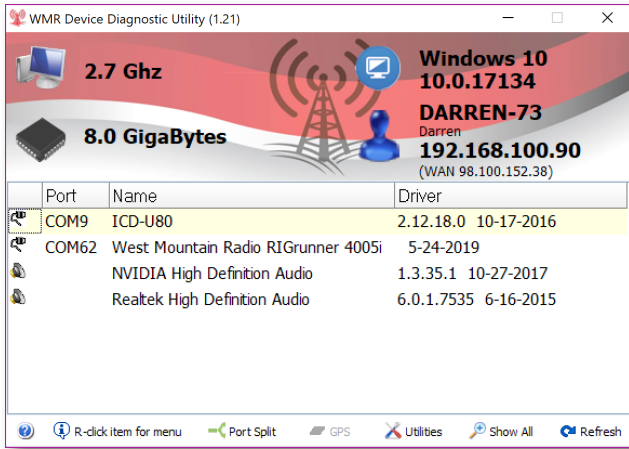 WMR Device Diagnostic Utility (1.21)
2.7 Ghz
Windows 10
10.0.17134
8.0 GigaBytes
DARREN-73
Darren
192.168.100.90
(WAN 98.100.152.38)
Port Name Driver
COM9 ICD-U80 2.12.18.0 10-17-2016
COM62 West Mountain Radio RIGrunner 4005i 5-24-2019
NVIDIA High Definition Audio 1.3.35.1 10-27-2017
Realtek High Definition Audio 6.0.1.7535 6-16-2015
R-click item for menu Port Split GPS Utilities Show All Refresh